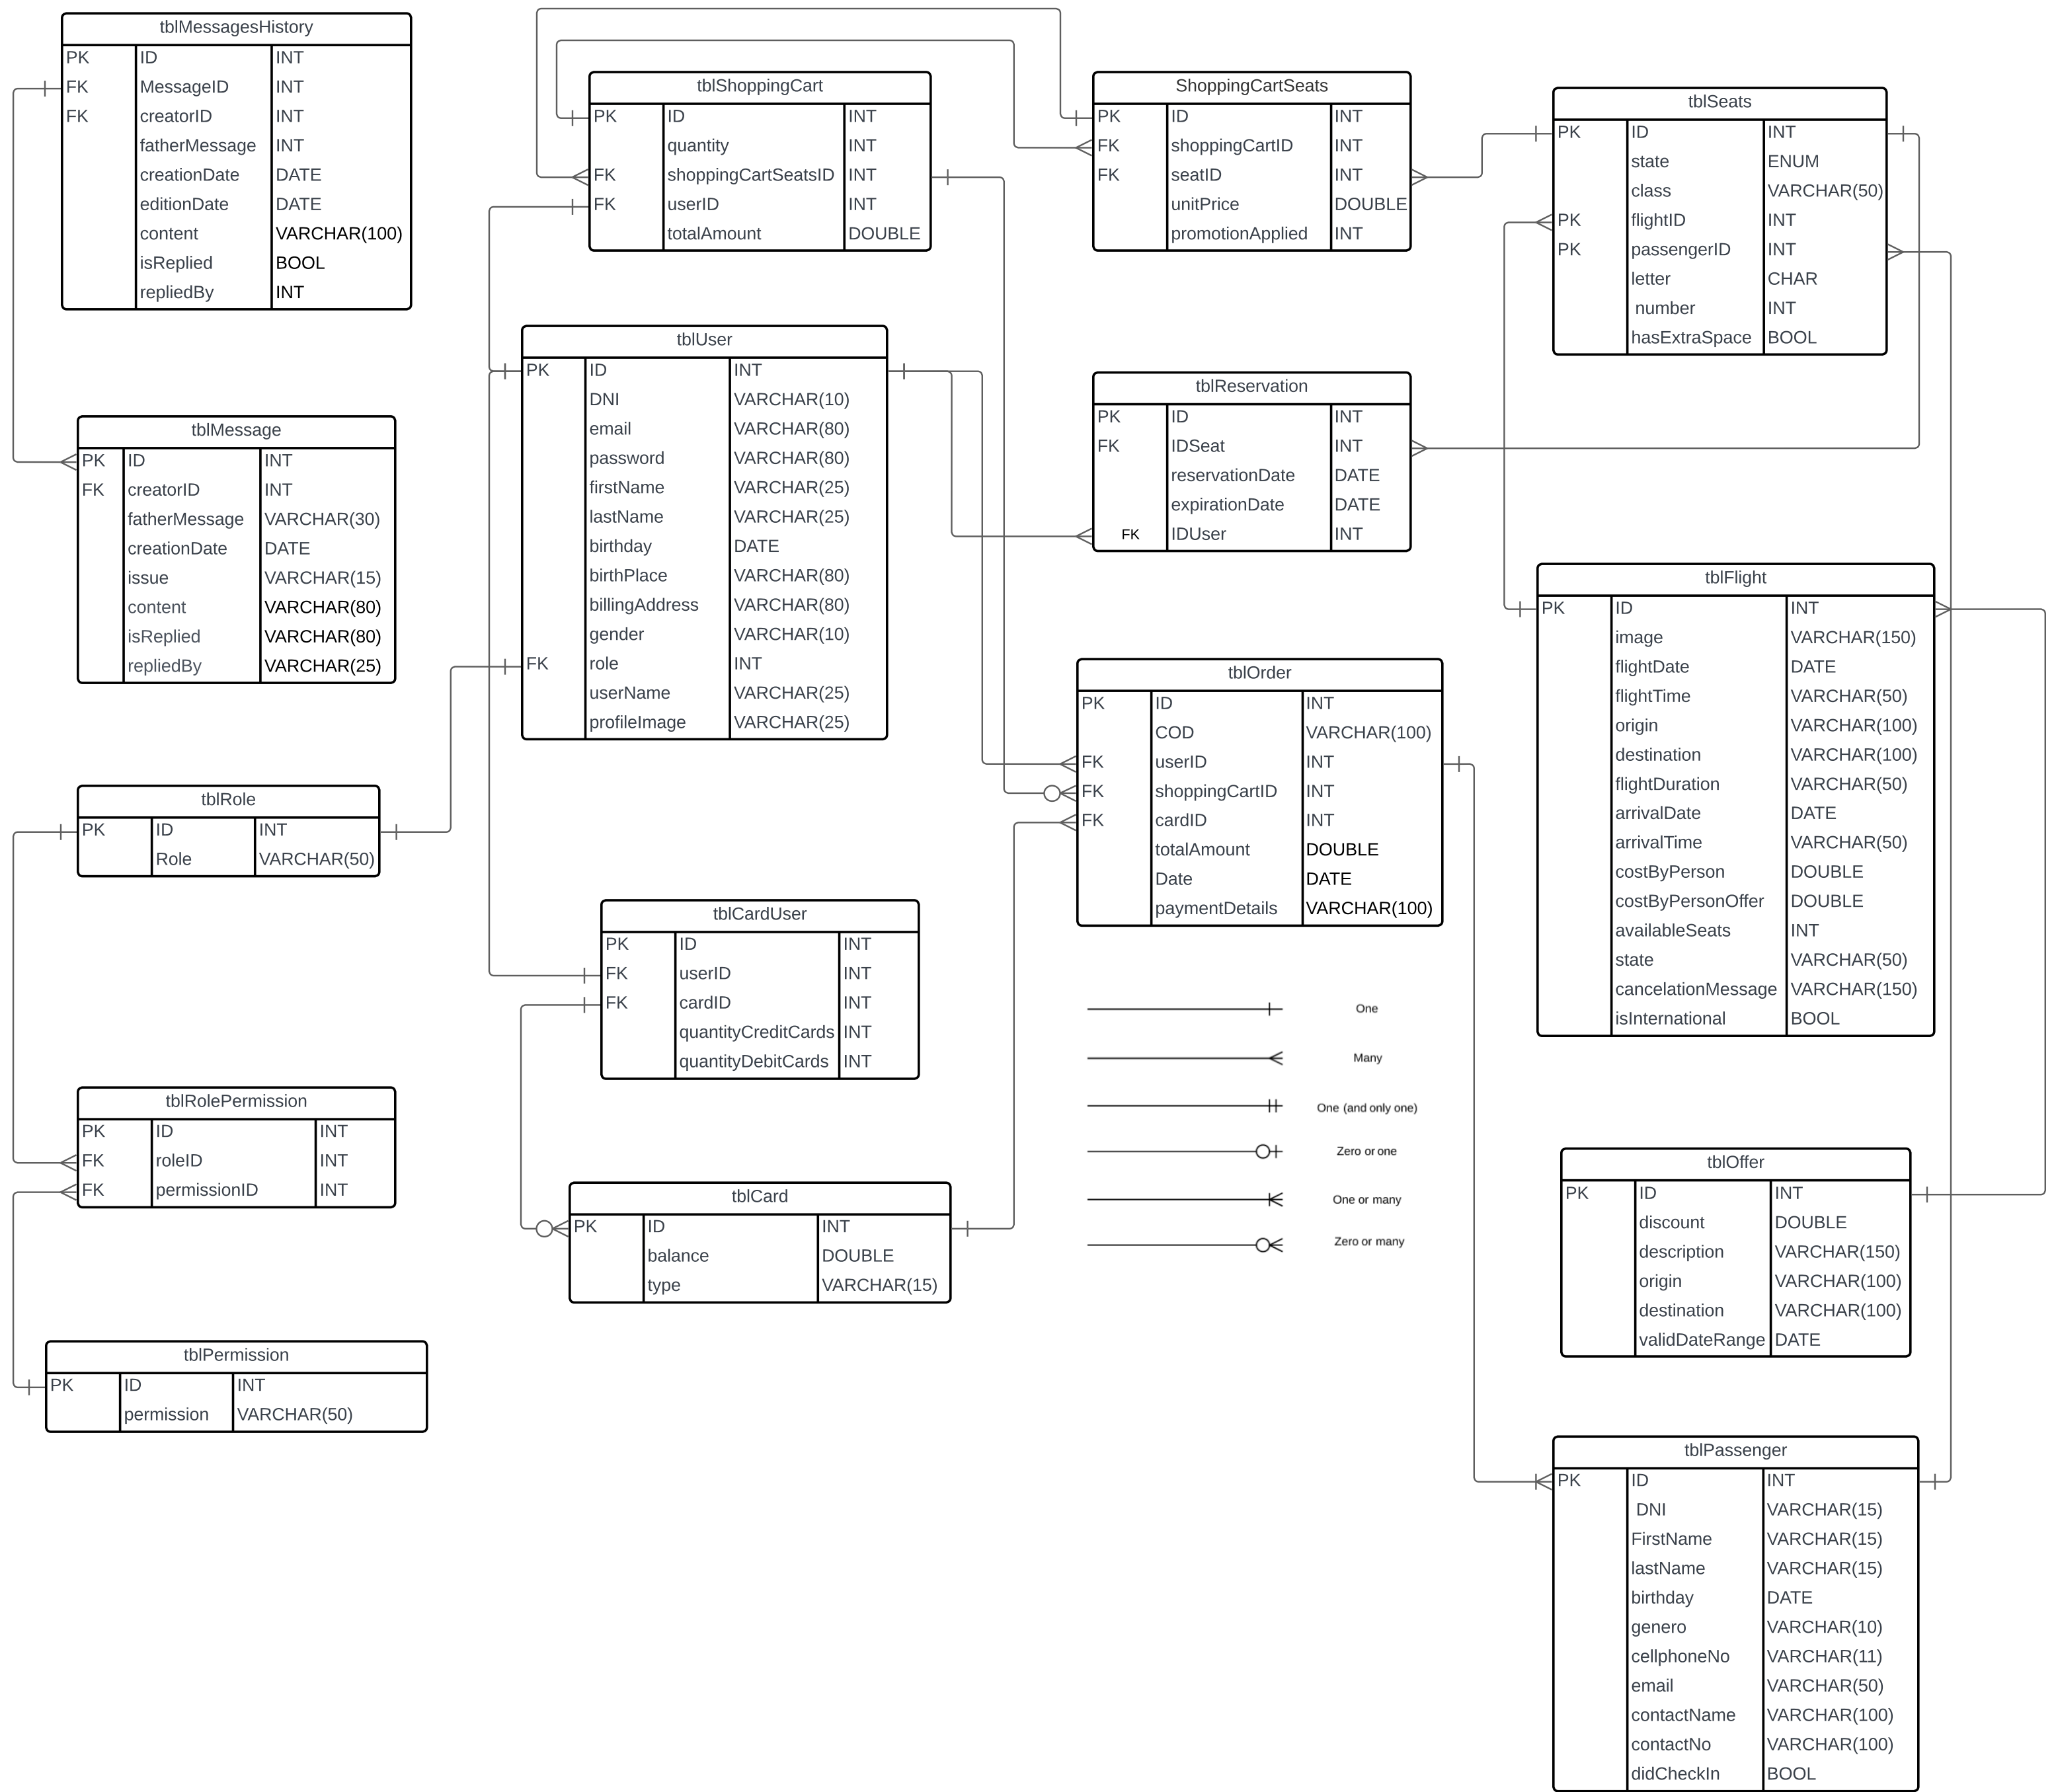 tblMessagesHistory
PK ID INT
FK MessageID INT
FK creatorID INT
fatherMessage INT
creationDate DATE
editionDate DATE
content VARCHAR(100)
isReplied BOOL
repliedBy INT
tblShoppingCart
PK ID INT
quantity INT
FK shoppingCartSeatsID INT
FK userID INT
totalAmount DOUBLE
ShoppingCartSeats
PK ID INT
FK shoppingCartID INT
FK seatID INT
unitPrice DOUBLE
promotionApplied INT
tblSeats
PK ID INT
state ENUM
class VARCHAR(50)
PK flightID INT
PK passengerID INT
letter CHAR
number INT
hasExtraSpace BOOL
tblUser
PK ID INT
DNI VARCHAR(10)
email VARCHAR(80)
password VARCHAR(80)
firstName VARCHAR(25)
lastName VARCHAR(25)
birthday DATE
birthPlace VARCHAR(80)
billingAddress VARCHAR(80)
gender VARCHAR(10)
FK role INT
userName VARCHAR(25)
profileImage VARCHAR(25)
tblReservation
PK ID INT
FK IDSeat INT
reservationDate DATE
expirationDate DATE
FK IDUser INT
tblMessage
PK ID INT
FK creatorID INT
fatherMessage VARCHAR(30)
creationDate DATE
issue VARCHAR(15)
content VARCHAR(80)
isReplied VARCHAR(80)
repliedBy VARCHAR(25)
tblFlight
PK ID INT
image VARCHAR(150)
flightDate DATE
flightTime VARCHAR(50)
origin VARCHAR(100)
destination VARCHAR(100)
flightDuration VARCHAR(50)
arrivalDate DATE
arrivalTime VARCHAR(50)
costByPerson DOUBLE
costByPersonOffer DOUBLE
availableSeats INT
state VARCHAR(50)
cancelationMessage VARCHAR(150)
isInternational BOOL
tblOrder
PK ID INT
COD VARCHAR(100)
FK userID INT
FK shoppingCartID INT
FK cardID INT
totalAmount DOUBLE
Date DATE
paymentDetails VARCHAR(100)
tblRole
PK ID INT
Role VARCHAR(50)
tblCardUser
PK ID INT
FK userID INT
FK cardID INT
quantityCreditCards INT
quantityDebitCards INT
One
Many
One (and only one)
Zero or one
One or many
Zero or many
tblRolePermission
PK ID INT
FK roleID INT
FK permissionID INT
tblCard
PK ID INT
balance DOUBLE
type VARCHAR(15)
tblOffer
PK ID INT
discount DOUBLE
description VARCHAR(150)
origin VARCHAR(100)
destination VARCHAR(100)
validDateRange DATE
tblPermission
PK ID INT
permission VARCHAR(50)
tblPassenger
PK ID INT
DNI VARCHAR(15)
FirstName VARCHAR(15)
lastName VARCHAR(15)
birthday DATE
genero VARCHAR(10)
cellphoneNo VARCHAR(11)
email VARCHAR(50)
contactName VARCHAR(100)
contactNo VARCHAR(100)
didCheckIn BOOL